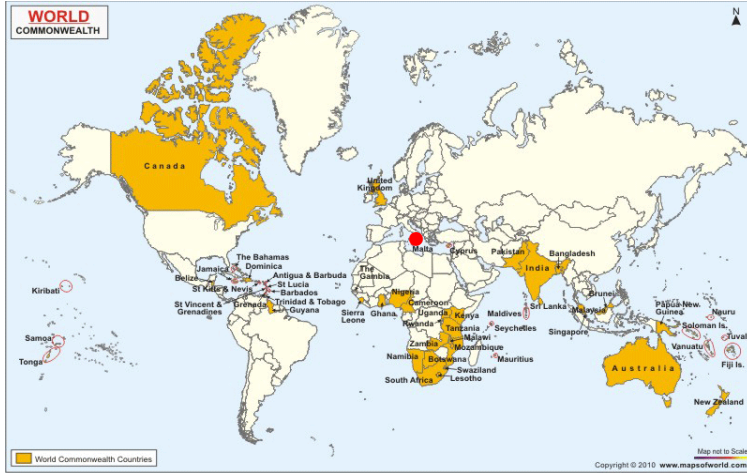 WORLD
COMMONWEALTH
N
Canada
United
Kingdom
Malta
Cyprus
Pakistan
Bangladesh
India
The Bahamas
Jamaica
Dominica
Belize
Antigua & Barbuda
St Kitts & Nevis
St Lucia
Barbados
St Vincent &
Grenadines
Grenada
Trinidad & Tobago
Guyana
Kiribati
Samoa
Tonga
The
Gambia
Sierra
Leone
Ghana
Nigeria
Cameroon
Uganda
Kenya
Rwanda
Tanzania
Malawi
Zambia
Mozambique
Namibia
Botswana
Swaziland
South Africa
Lesotho
Maldives
Sri Lanka
Seychelles
Mauritius
Brunei
Malaysia
Singapore
Papua-New
Guinea
Nauru
Soloman Is.
Tuval
Vanuatu
Fiji Is.
Australia
New Zealand
World Commonwealth Countries
Map not to Scale
Copyright © 2010 www.mapsofworld.com